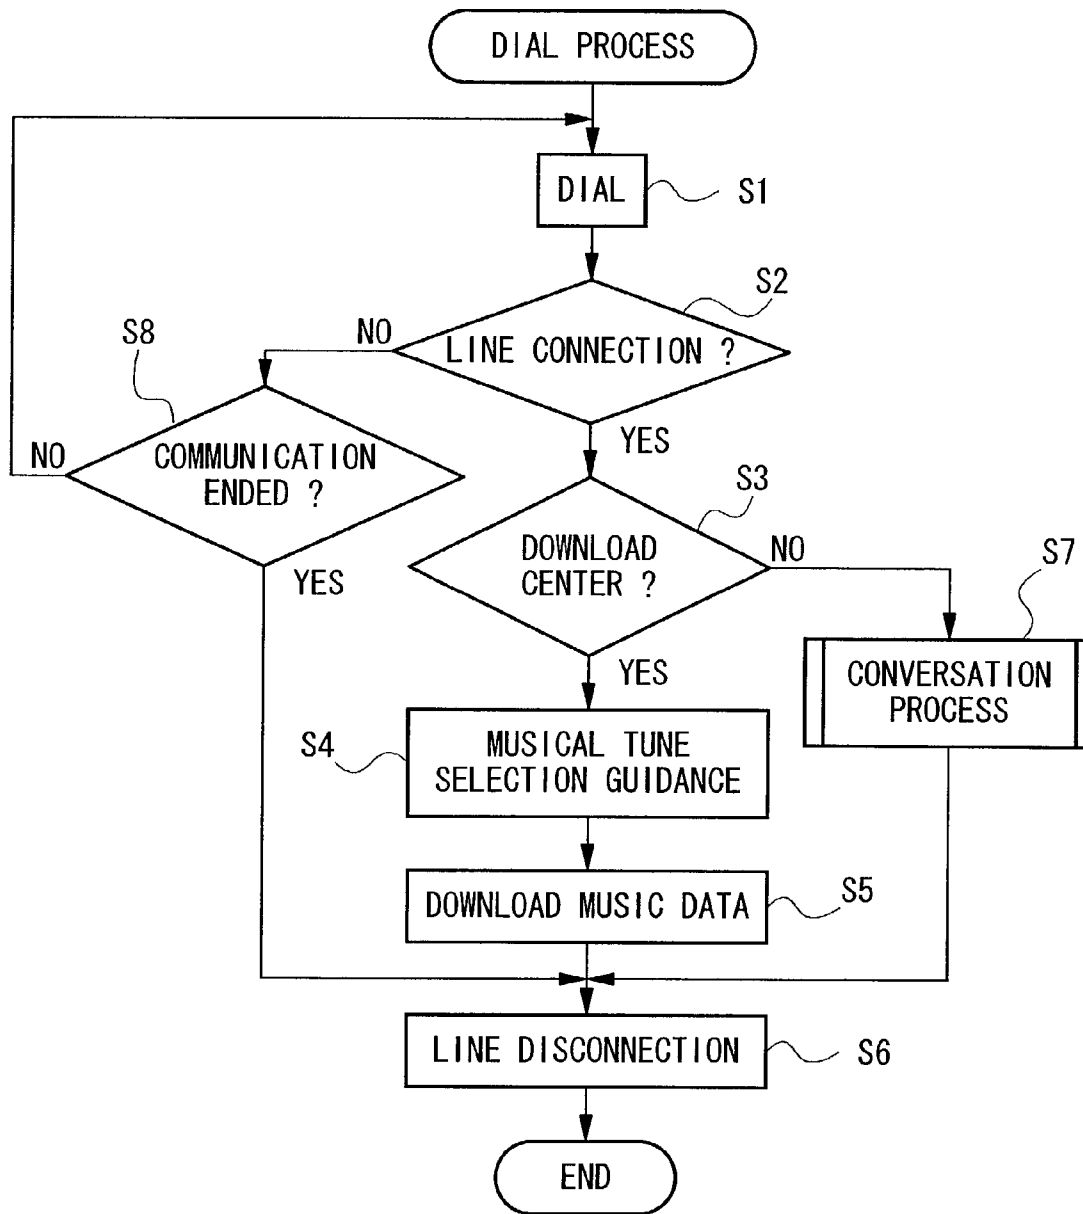 DIAL PROCESS
DIAL
S1
S2
LINE CONNECTION ?
NO
YES
S8
COMMUNICATION
ENDED ?
NO
YES
S3
DOWNLOAD
CENTER ?
NO
YES
S7
CONVERSATION
PROCESS
S4
MUSICAL TUNE
SELECTION GUIDANCE
DOWNLOAD MUSIC DATA
S5
LINE DISCONNECTION
S6
END